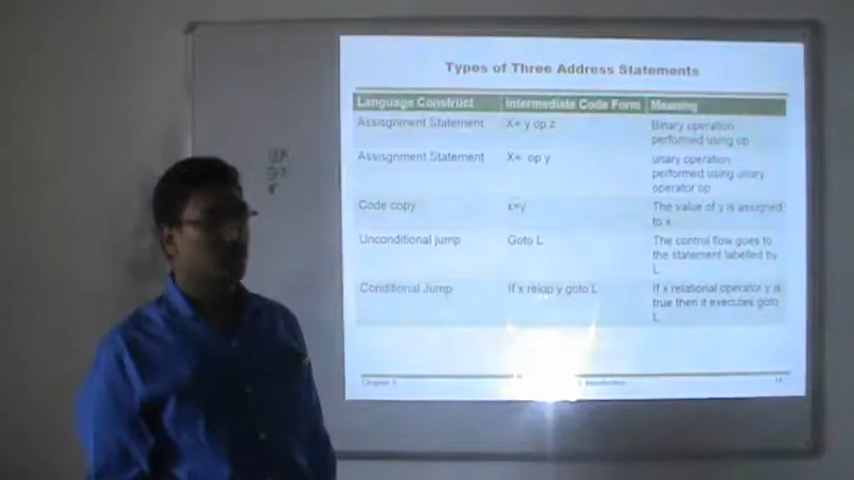 Types of Three Address Statements
Language Construct Intermediate Code Form Meaning
Assisgnment Statement X= y op z Binary operation
performed using op
Assignment Statement X= op y unary operation
performed using unary
operator op
Code copy x=y The value of y is assigned
to x
Unconditional jump Goto L The control flow goes to
the statement labelled by
L
Conditional Jump If x relop y goto L If x relational operator y is
true then it executes goto
L